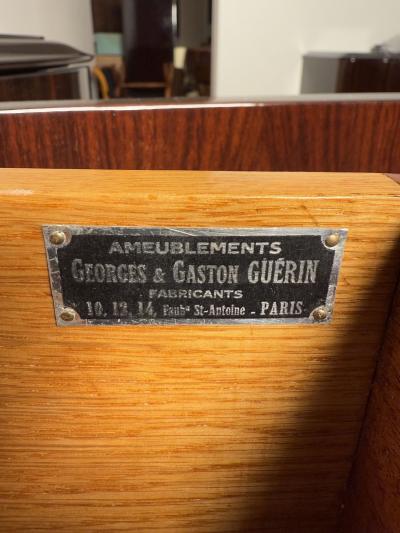 AMEUBLEMENTS
GEORGES & GASTON GUÉRIN
FABRICANTS
10, 12, 14, Faubg St-Antoine - PARIS